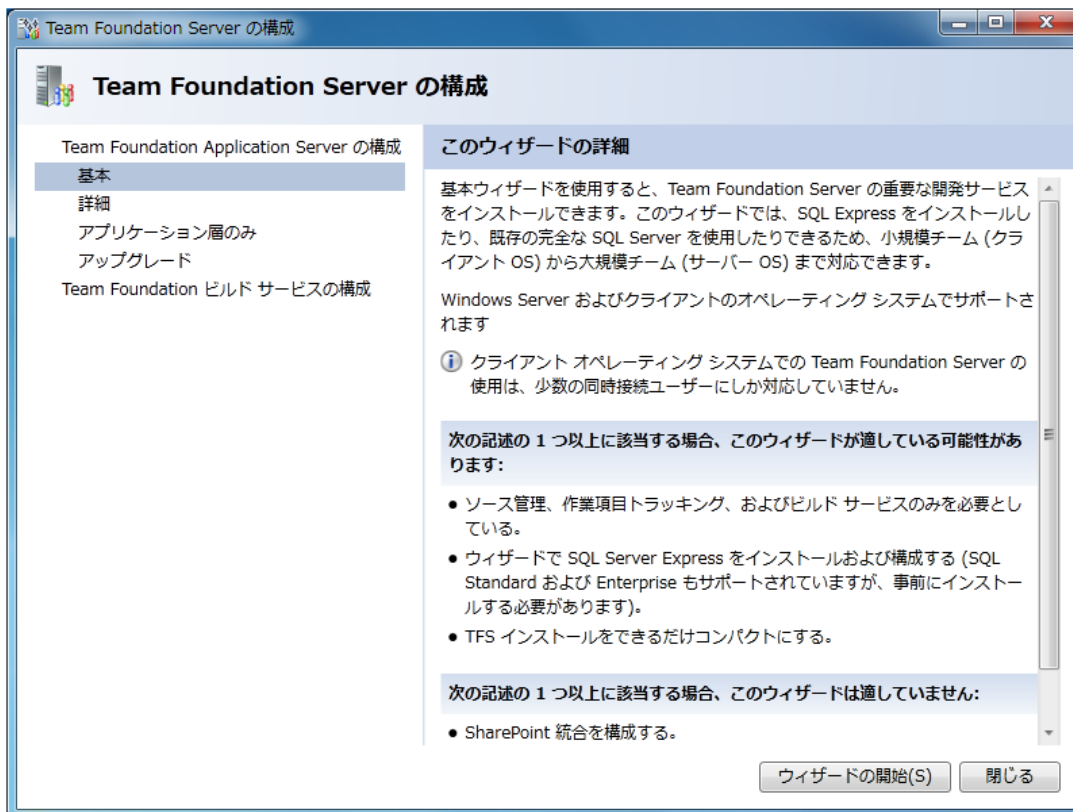 Team Foundation Server の構成
Team Foundation Server の構成
Team Foundation Application Server の構成
基本
詳細
アプリケーション層のみ
アップグレード
Team Foundation ビルド サービスの構成
このウィザードの詳細
基本ウィザードを使用すると、Team Foundation Server の重要な開発サービス
をインストールできます。このウィザードでは、SQL Express をインストールし
たり、既存の完全な SQL Server を使用したりできるため、小規模チーム (クラ
イアント OS) から大規模チーム (サーバー OS) まで対応できます。
Windows Server およびクライアントのオペレーティング システムでサポートさ
れます
クライアント オペレーティング システムでの Team Foundation Server の
使用は、少数の同時接続ユーザーにしか対応していません。
次の記述の 1 つ以上に該当する場合、このウィザードが適している可能性があ
ります:
● ソース管理、作業項目トラッキング、およびビルド サービスのみを必要とし
ている。
● ウィザードで SQL Server Express をインストールおよび構成する (SQL
Standard および Enterprise もサポートされていますが、事前にインストー
ルする必要があります)。
● TFS インストールをできるだけコンパクトにする。
次の記述の 1 つ以上に該当する場合、このウィザードは適していません:
● SharePoint 統合を構成する。
ウィザードの開始(S)
閉じる